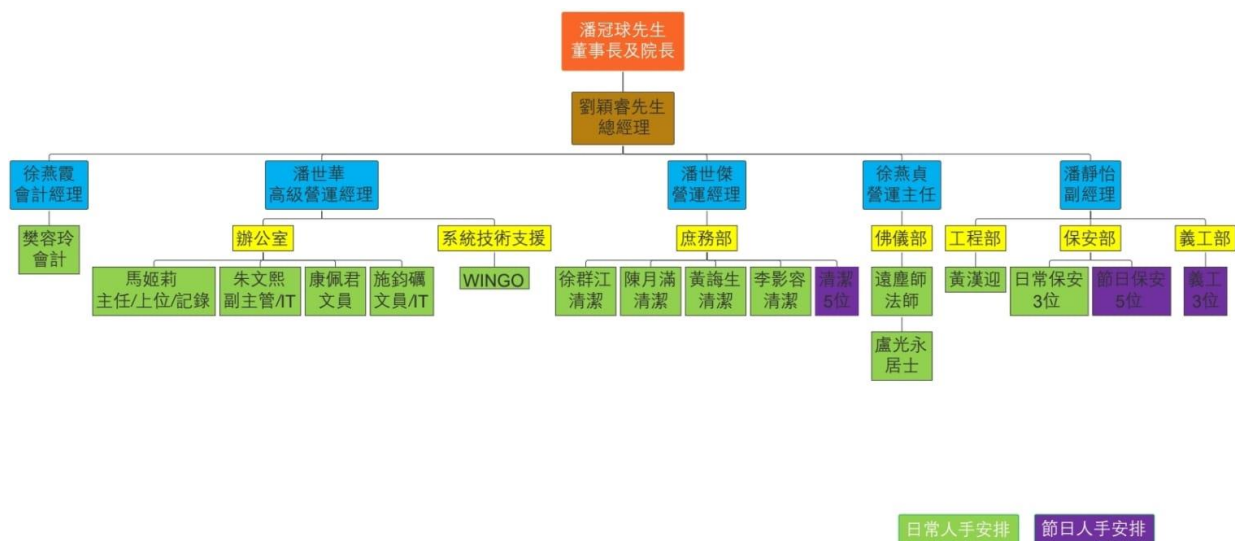 潘冠球先生
董事長及院長
劉穎睿先生
總經理
徐燕霞
會計經理
潘世華
高級營運經理
潘世傑
營運經理
徐燕貞
營運主任
潘靜怡
副經理
樊容玲
會計
辦公室
系統技術支援
庶務部
佛儀部
工程部
保安部
義工部
馬姬莉
主任/上位/記錄
朱文熙
副主管/IT
康佩君
文員
施鈞礪
文員/IT
WINGO
徐群江
清潔
陳月滿
清潔
黃誨生
清潔
李影容
清潔
清潔
5位
遠塵師
法師
黃漢迎
日常保安
3位
節日保安
5位
義工
3位
盧光永
居士
日常人手安排
節日人手安排